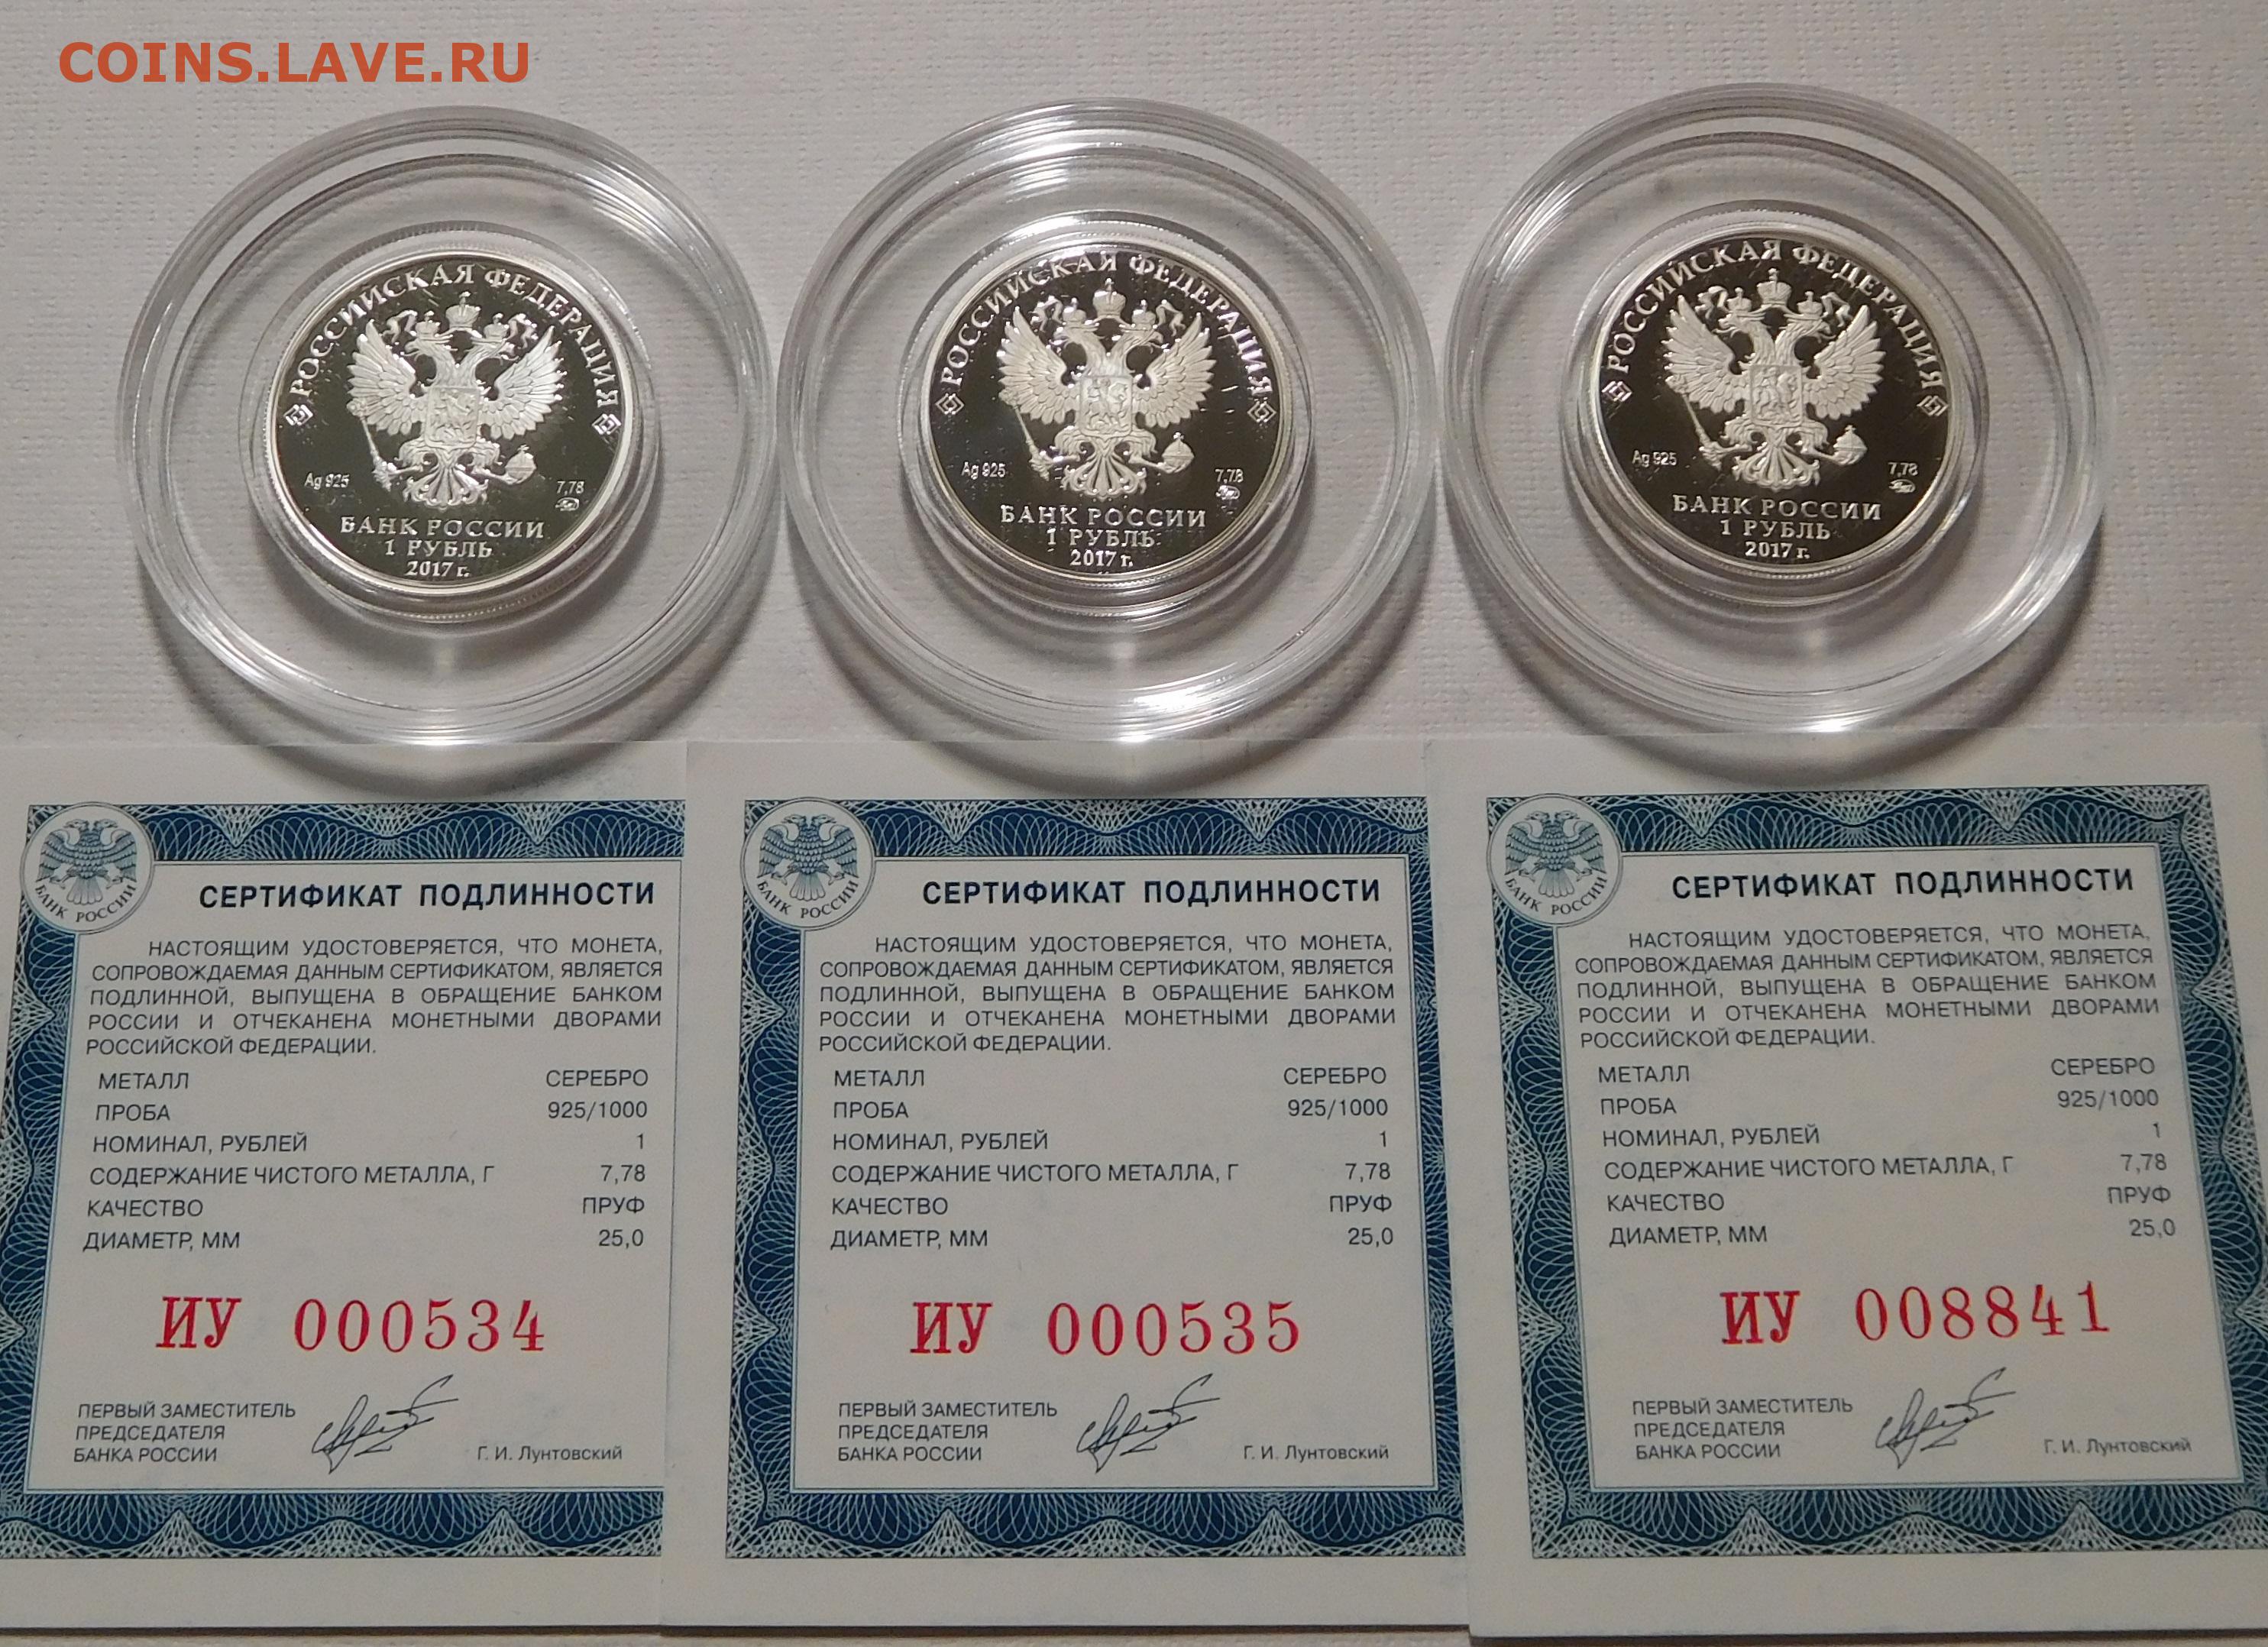 COINS.LAVE.RU
РОССИЙСКАЯ ФЕДЕРАЦИЯ
Ag 925
7,78
БАНК РОССИИ
1 РУБЛЬ
2017 г.
РОССИЙСКАЯ ФЕДЕРАЦИЯ
Ag 925
7,78
БАНК РОССИИ
1 РУБЛЬ
2017 г.
РОССИЙСКАЯ ФЕДЕРАЦИЯ
Ag 925
7,78
БАНК РОССИИ
1 РУБЛЬ
2017 г.
БАНК РОССИИ
СЕРТИФИКАТ ПОДЛИННОСТИ
НАСТОЯЩИМ УДОСТОВЕРЯЕТСЯ, ЧТО МОНЕТА,
СОПРОВОЖДАЕМАЯ ДАННЫМ СЕРТИФИКАТОМ, ЯВЛЯЕТСЯ
ПОДЛИННОЙ, ВЫПУЩЕНА В ОБРАЩЕНИЕ БАНКОМ
РОССИИ И ОТЧЕКАНЕНА МОНЕТНЫМИ ДВОРАМИ
РОССИЙСКОЙ ФЕДЕРАЦИИ.
МЕТАЛЛ СЕРЕБРО
ПРОБА 925/1000
НОМИНАЛ, РУБЛЕЙ 1
СОДЕРЖАНИЕ ЧИСТОГО МЕТАЛЛА, Г 7,78
КАЧЕСТВО ПРУФ
ДИАМЕТР, ММ 25,0
ИУ 000534
ПЕРВЫЙ ЗАМЕСТИТЕЛЬ
ПРЕДСЕДАТЕЛЯ
БАНКА РОССИИ Г. И. Лунтовский
БАНК РОССИИ
СЕРТИФИКАТ ПОДЛИННОСТИ
НАСТОЯЩИМ УДОСТОВЕРЯЕТСЯ, ЧТО МОНЕТА,
СОПРОВОЖДАЕМАЯ ДАННЫМ СЕРТИФИКАТОМ, ЯВЛЯЕТСЯ
ПОДЛИННОЙ, ВЫПУЩЕНА В ОБРАЩЕНИЕ БАНКОМ
РОССИИ И ОТЧЕКАНЕНА МОНЕТНЫМИ ДВОРАМИ
РОССИЙСКОЙ ФЕДЕРАЦИИ.
МЕТАЛЛ СЕРЕБРО
ПРОБА 925/1000
НОМИНАЛ, РУБЛЕЙ 1
СОДЕРЖАНИЕ ЧИСТОГО МЕТАЛЛА, Г 7,78
КАЧЕСТВО ПРУФ
ДИАМЕТР, ММ 25,0
ИУ 000535
ПЕРВЫЙ ЗАМЕСТИТЕЛЬ
ПРЕДСЕДАТЕЛЯ
БАНКА РОССИИ Г. И. Лунтовский
БАНК РОССИИ
СЕРТИФИКАТ ПОДЛИННОСТИ
НАСТОЯЩИМ УДОСТОВЕРЯЕТСЯ, ЧТО МОНЕТА,
СОПРОВОЖДАЕМАЯ ДАННЫМ СЕРТИФИКАТОМ, ЯВЛЯЕТСЯ
ПОДЛИННОЙ, ВЫПУЩЕНА В ОБРАЩЕНИЕ БАНКОМ
РОССИИ И ОТЧЕКАНЕНА МОНЕТНЫМИ ДВОРАМИ
РОССИЙСКОЙ ФЕДЕРАЦИИ.
МЕТАЛЛ СЕРЕБРО
ПРОБА 925/1000
НОМИНАЛ, РУБЛЕЙ 1
СОДЕРЖАНИЕ ЧИСТОГО МЕТАЛЛА, Г 7,78
КАЧЕСТВО ПРУФ
ДИАМЕТР, ММ 25,0
ИУ 008841
ПЕРВЫЙ ЗАМЕСТИТЕЛЬ
ПРЕДСЕДАТЕЛЯ
БАНКА РОССИИ Г. И. Лунтовский